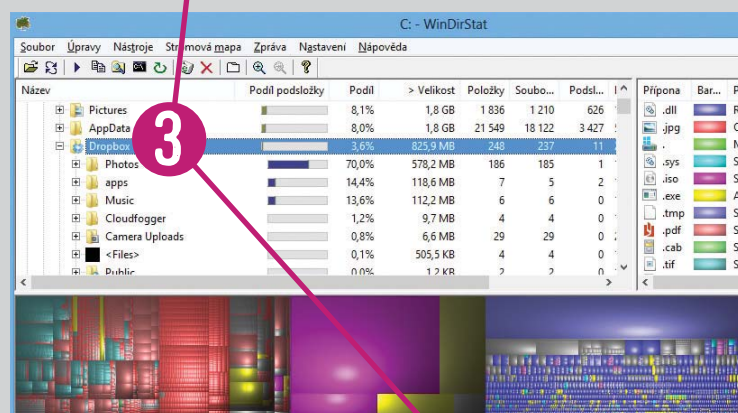 C: - WinDirStat
Soubor Úpravy Nástroje Stromová mapa Zpráva Nastavení Nápověda
Název Podíl podsložky Podíl > Velikost Položky Soubo... Podsl...
Pictures 8,1% 1,8 GB 1 836 1 210 626
AppData 8,0% 1,8 GB 21 549 18 122 3 427
Dropbox 3,6% 825,9 MB 248 237 11
Photos 70,0% 578,2 MB 186 185 1
apps 14,4% 118,6 MB 7 5 2
Music 13,6% 112,2 MB 6 6 0
Cloudfogger 1,2% 9,7 MB 4 4 0
Camera Uploads 0,8% 6,6 MB 29 29 0
<Files> 0,1% 505,5 KB 4 4 0
Public 0,0% 1,2 KB 2 2 0
3
Přípona Bar... P
.dll R
.jpg
. N
.sys S
.iso S
.exe A
.tmp S
.pdf S
.cab S
.tif S